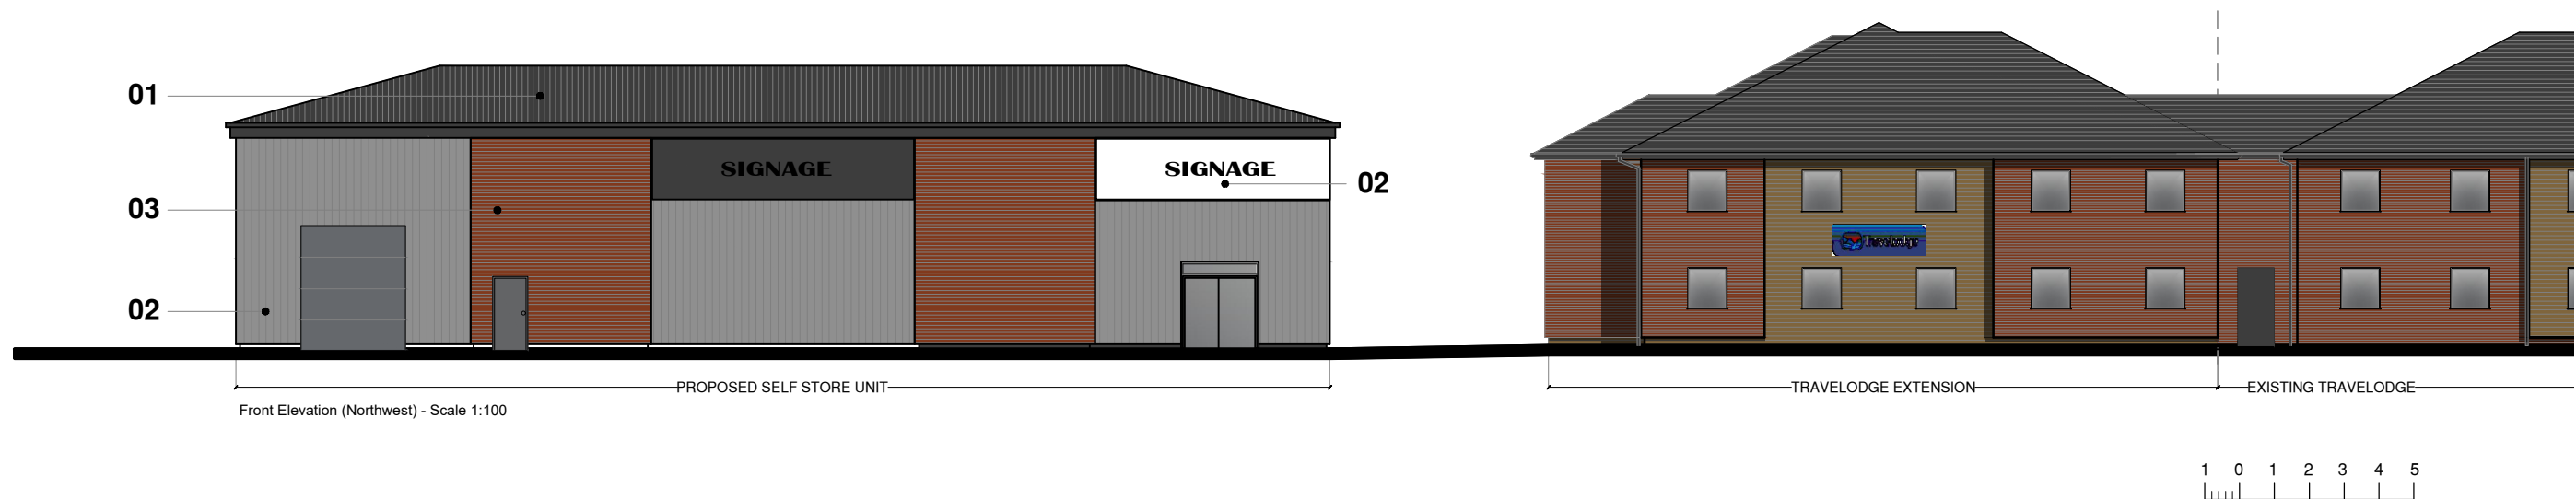 01
SIGNAGE
SIGNAGE
02
03
Travelodge
02
PROPOSED SELF STORE UNIT
TRAVELODGE EXTENSION
EXISTING TRAVELODGE
Front Elevation (Northwest) - Scale 1:100
1 0 1 2 3 4 5